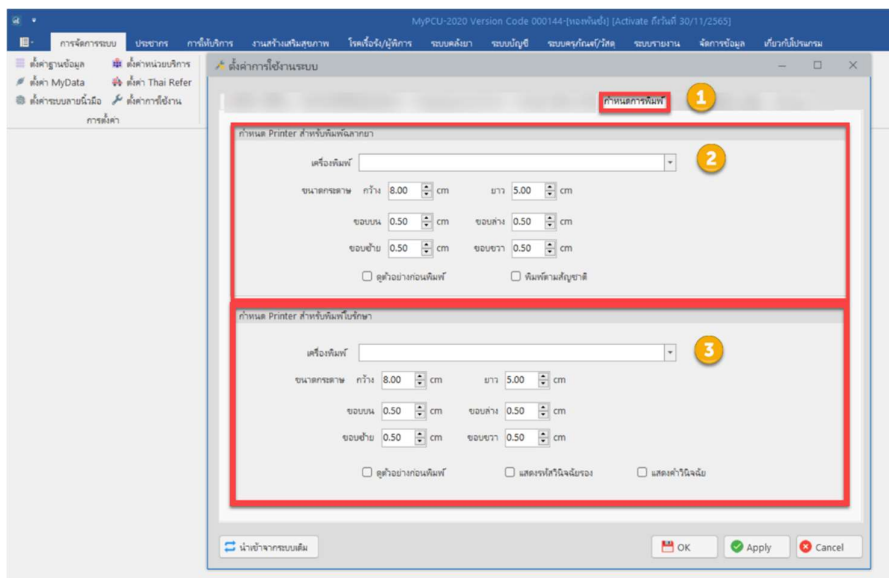 MyPCU-2020 Version Code 000144-[หองพันชั่ง] [Activate ถึงวันที่ 30/11/2565]
การจัดการระบบ ประชากร การให้บริการ งานสร้างเสริมสุขภาพ โรคเรื้อรัง/ผู้พิการ ระบบคลังยา ระบบบัญชี ระบบครุภัณฑ์/วัสดุ ระบบรายงาน จัดการข้อมูล เกี่ยวกับโปรแกรม
ตั้งค่าฐานข้อมูล ตั้งค่าหน่วยบริการ
ตั้งค่า MyData ตั้งค่า Thai Refer
ตั้งค่าระบบลายนิ้วมือ ตั้งค่าการใช้งาน
การตั้งค่า
ตั้งค่าการใช้งานระบบ
กำหนดการพิมพ์ 1
กำหนด Printer สำหรับพิมพ์ฉลากยา
เครื่องพิมพ์ 2
ขนาดกระดาษ กว้าง 8.00 cm ยาว 5.00 cm
ขอบบน 0.50 cm ขอบล่าง 0.50 cm
ขอบซ้าย 0.50 cm ขอบขวา 0.50 cm
ดูตัวอย่างก่อนพิมพ์ พิมพ์ตามสัญชาติ
กำหนด Printer สำหรับพิมพ์ใบรักษา
เครื่องพิมพ์ 3
ขนาดกระดาษ กว้าง 8.00 cm ยาว 5.00 cm
ขอบบน 0.50 cm ขอบล่าง 0.50 cm
ขอบซ้าย 0.50 cm ขอบขวา 0.50 cm
ดูตัวอย่างก่อนพิมพ์ แสดงรหัสวินิจฉัยรอง แสดงคำวินิจฉัย
นำเข้าจากระบบเดิม OK Apply Cancel